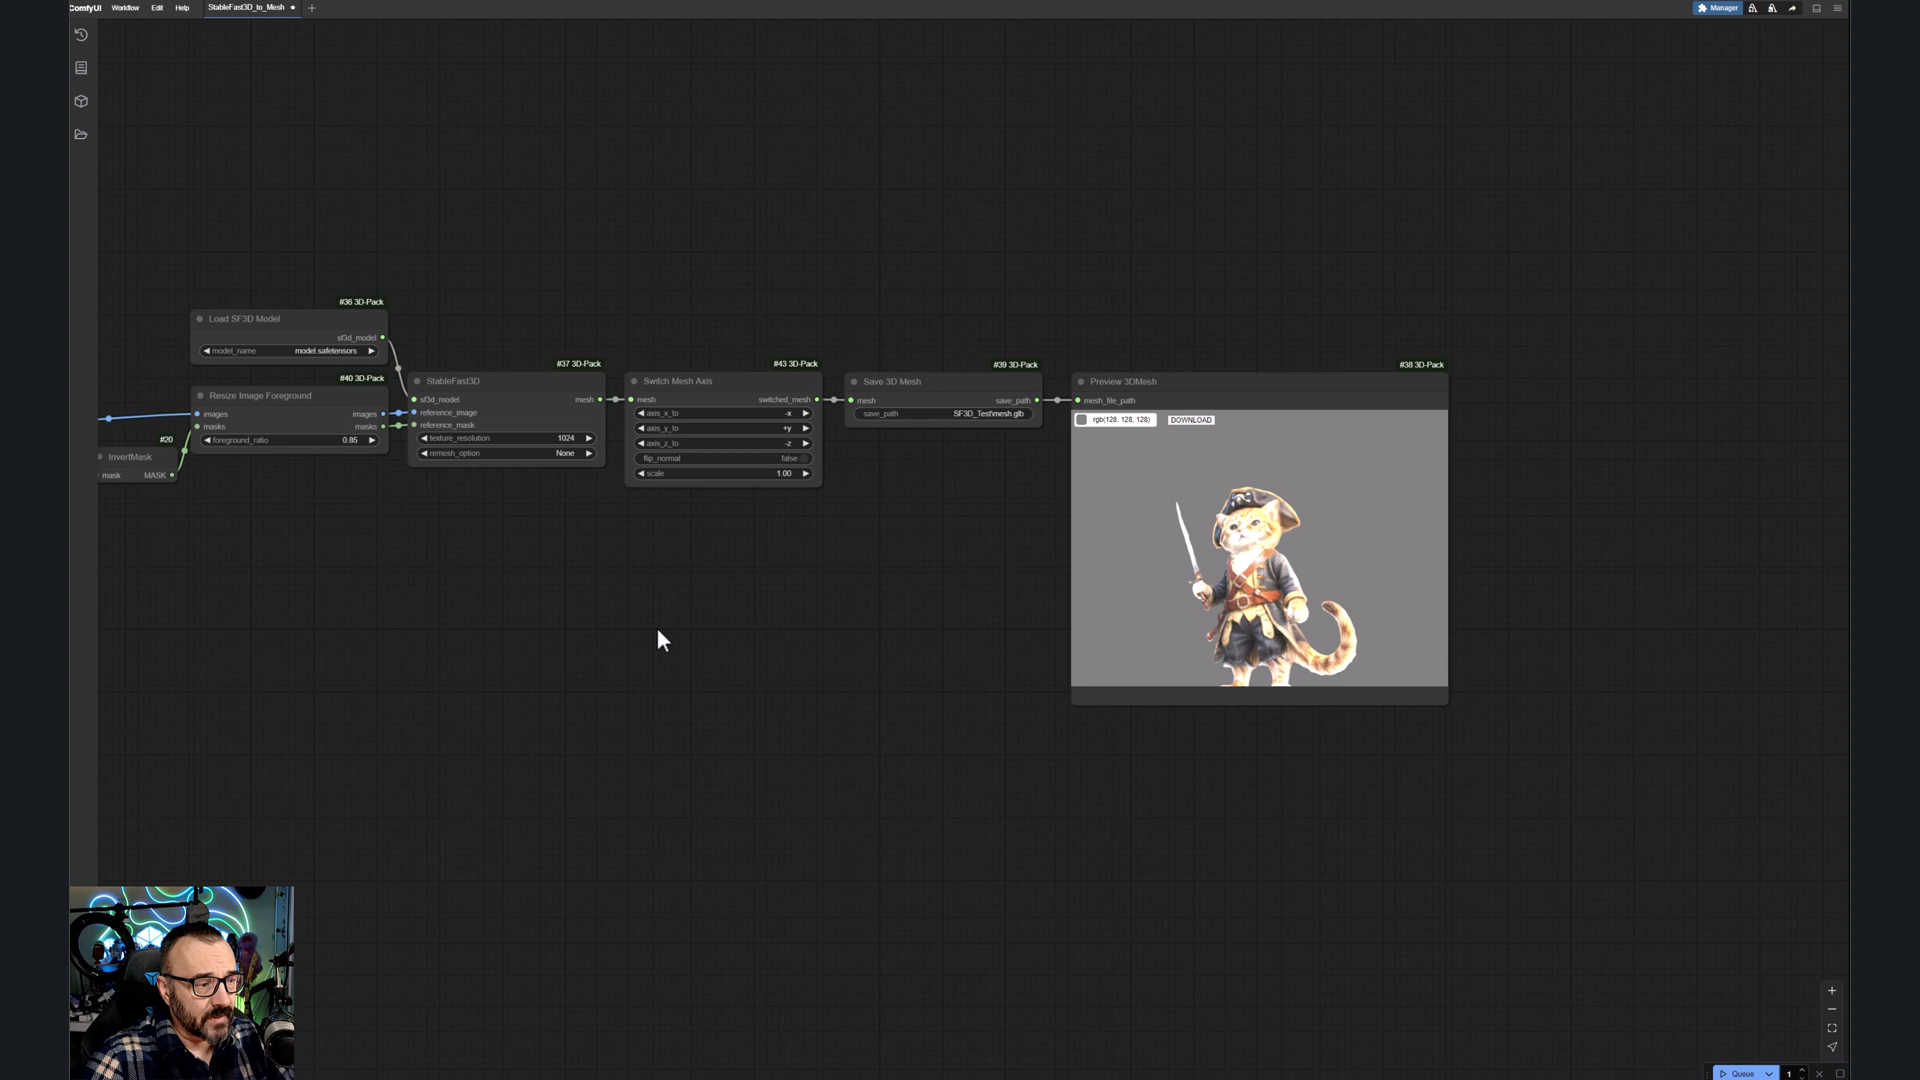 ComfyUI Workflow Edit Help StableFast3D_to_Mesh
Manager
#36 3D-Pack
Load SF3D Model
sf3d_model
model_name model.safetensors
#40 3D-Pack
Resize Image Foreground
images images
masks masks
foreground_ratio 0.85
#20
InvertMask
mask MASK
#37 3D-Pack
StableFast3D
sf3d_model mesh
reference_image
reference_mask
texture_resolution 1024
remesh_option None
#43 3D-Pack
Switch Mesh Axis
mesh switched_mesh
axis_x_to -x
axis_y_to +y
axis_z_to -z
flip_normal false
scale 1.00
#39 3D-Pack
Save 3D Mesh
mesh save_path
save_path SF3D_Test\mesh.glb
#38 3D-Pack
Preview 3DMesh
mesh_file_path
rgb(128, 128, 128) DOWNLOAD
Queue 1